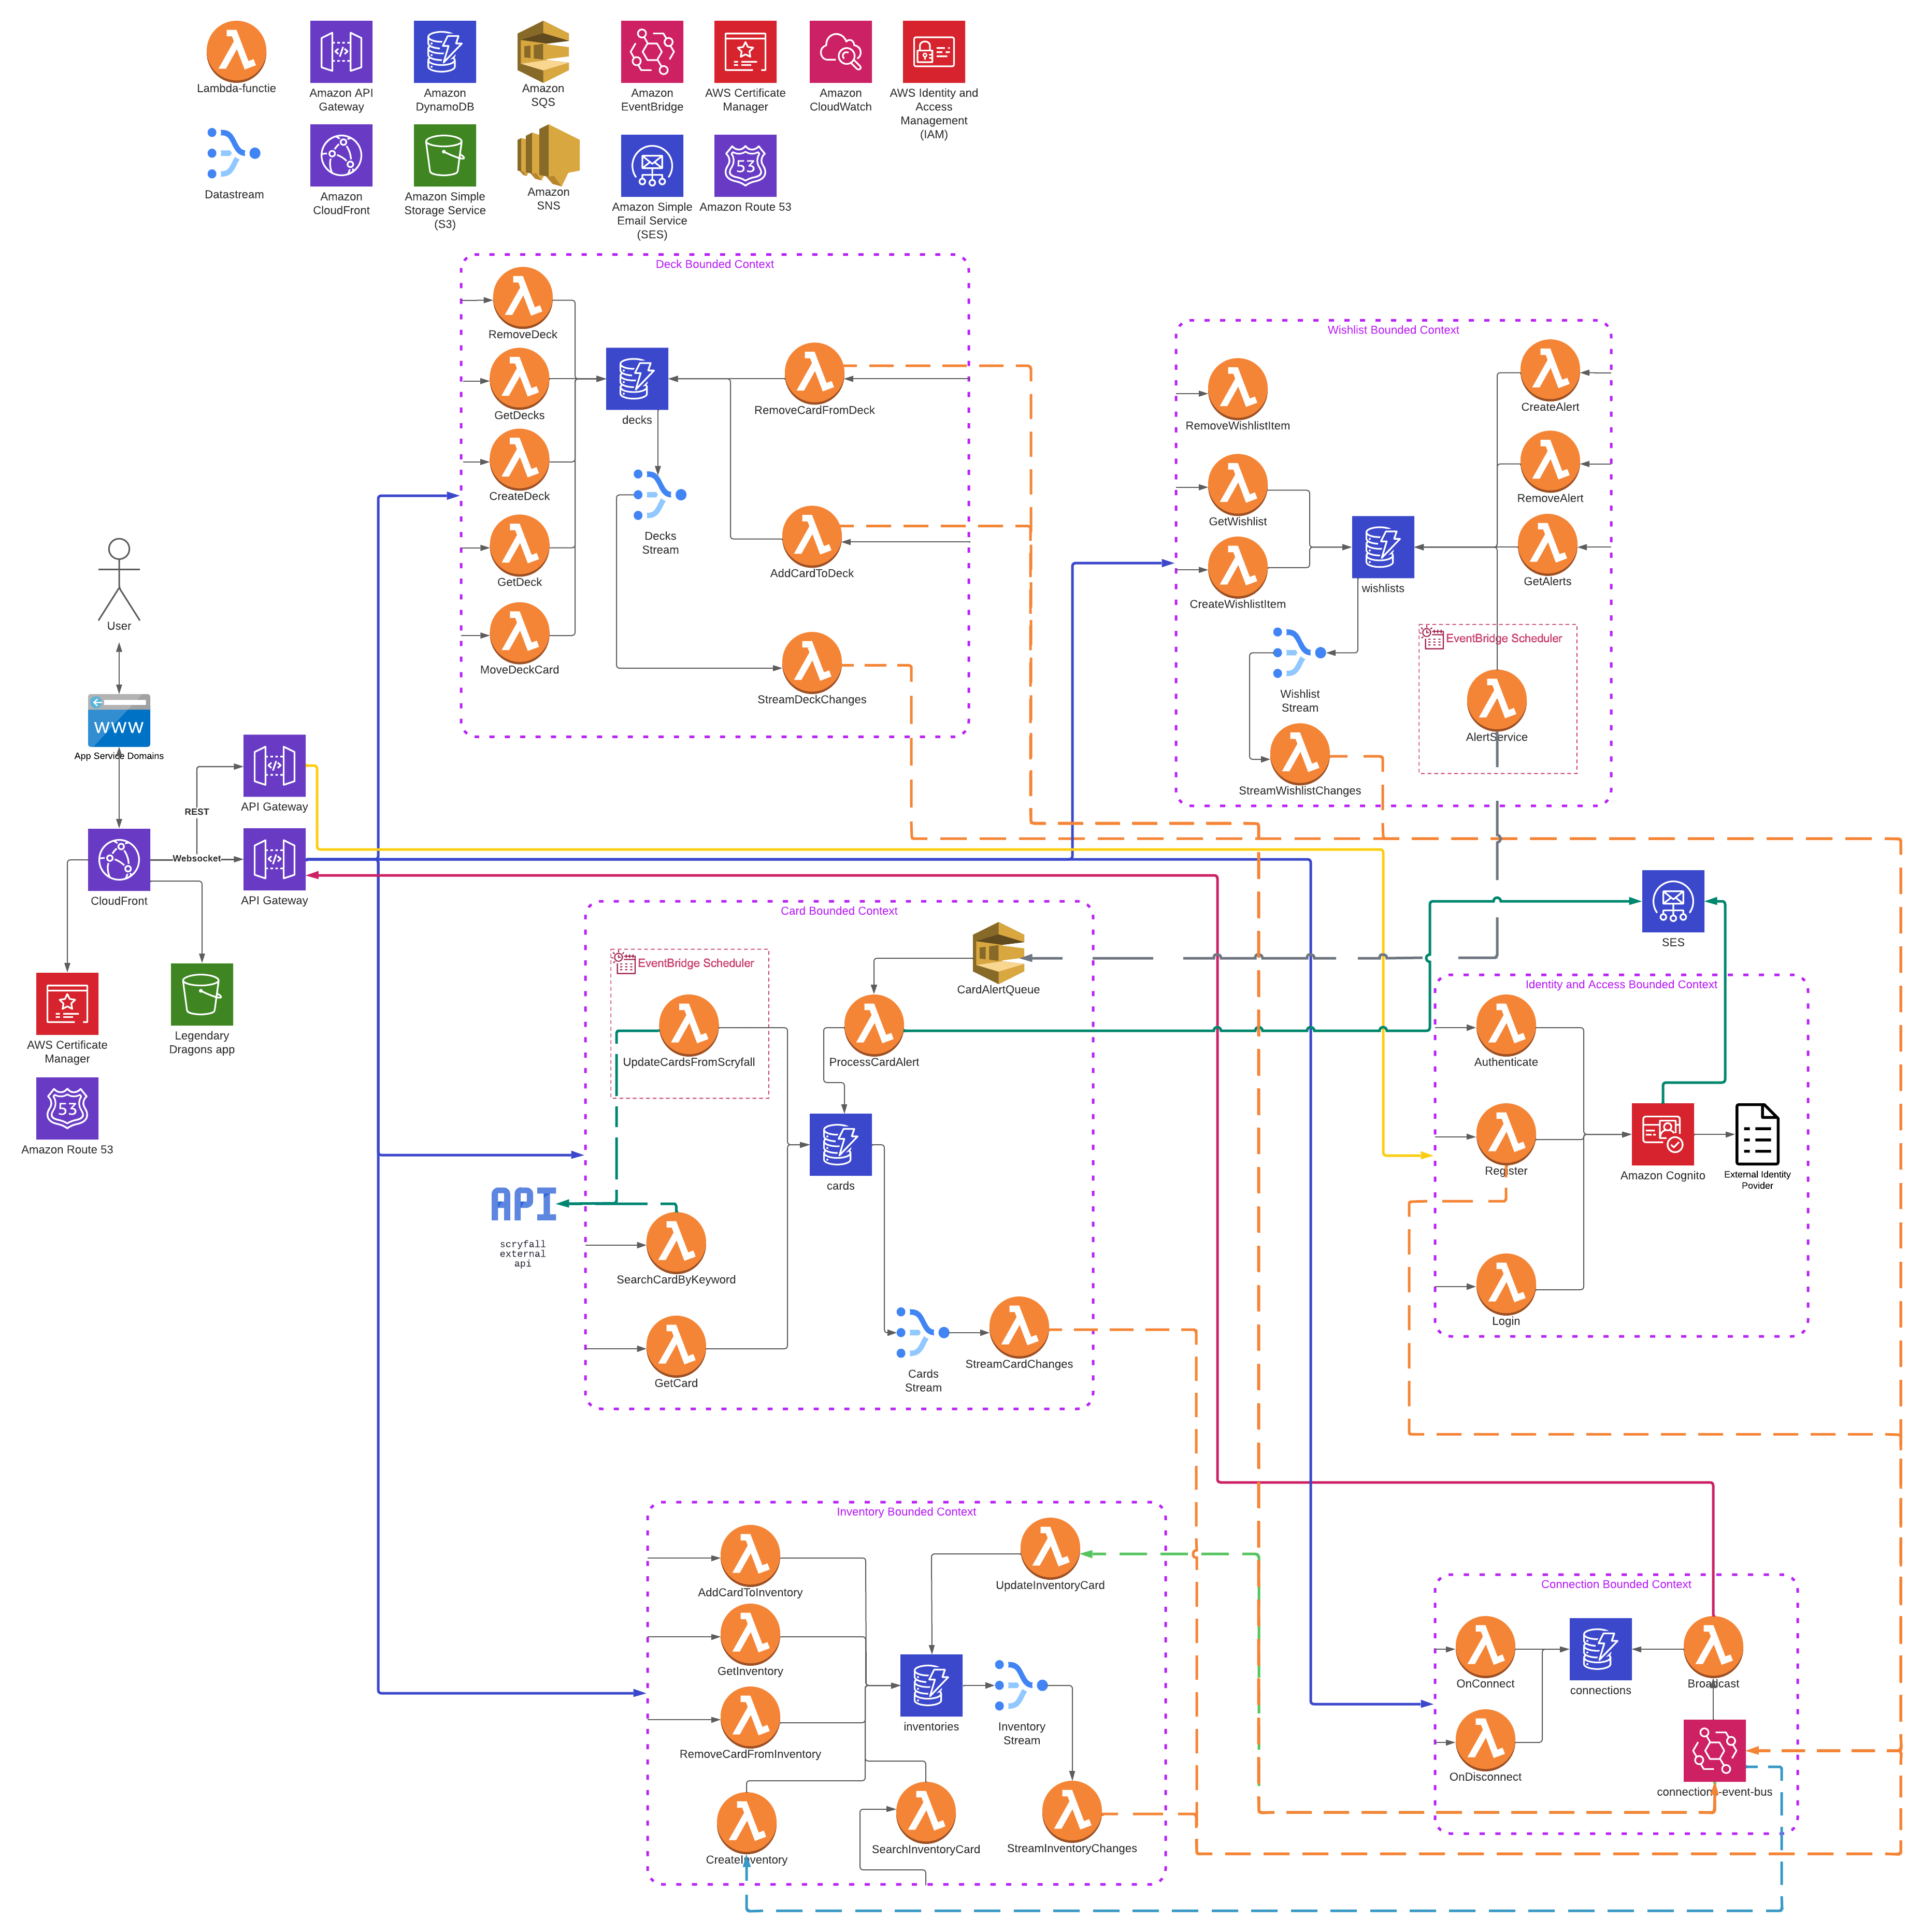 Lambda-functie
Amazon API
Gateway
Amazon
DynamoDB
Amazon
SQS
Amazon
EventBridge
AWS Certificate
Manager
Amazon
CloudWatch
AWS Identity and
Access
Management
(IAM)
Datastream
Amazon
CloudFront
Amazon Simple
Storage Service
(S3)
Amazon
SNS
Amazon Simple
Email Service
(SES)
53
Amazon Route 53
Deck Bounded Context
RemoveDeck
GetDecks
CreateDeck
GetDeck
MoveDeckCard
decks
Decks
Stream
RemoveCardFromDeck
AddCardToDeck
StreamDeckChanges
Wishlist Bounded Context
RemoveWishlistItem
GetWishlist
CreateWishlistItem
wishlists
Wishlist
Stream
StreamWishlistChanges
CreateAlert
RemoveAlert
GetAlerts
EventBridge Scheduler
AlertService
User
WWW
App Service Domains
REST
API Gateway
Websocket
API Gateway
CloudFront
AWS Certificate
Manager
Legendary
Dragons app
53
Amazon Route 53
Card Bounded Context
EventBridge Scheduler
UpdateCardsFromScryfall
CardAlertQueue
ProcessCardAlert
cards
API
scryfall
external
api
SearchCardByKeyword
GetCard
Cards
Stream
StreamCardChanges
SES
Identity and Access Bounded Context
Authenticate
Register
Login
Amazon Cognito
External Identity
Povider
Inventory Bounded Context
AddCardToInventory
GetInventory
RemoveCardFromInventory
CreateInventory
UpdateInventoryCard
inventories
Inventory
Stream
SearchInventoryCard
StreamInventoryChanges
Connection Bounded Context
OnConnect
OnDisconnect
connections
Broadcast
connections-event-bus